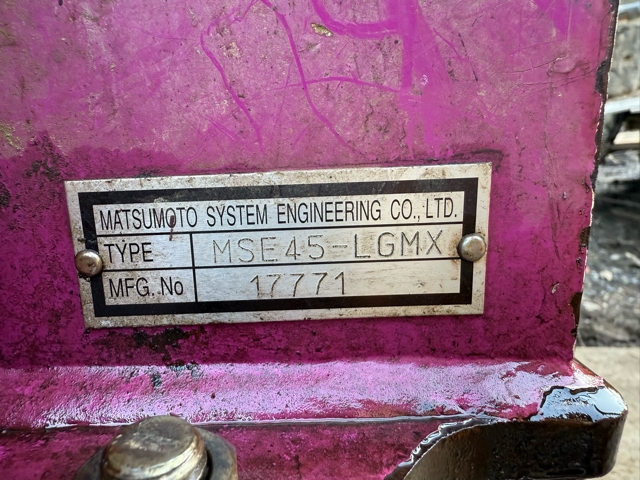 MATSUMOTO SYSTEM ENGINEERING CO., LTD.
TYPE MSE45-LGMX
MFG. No 17771